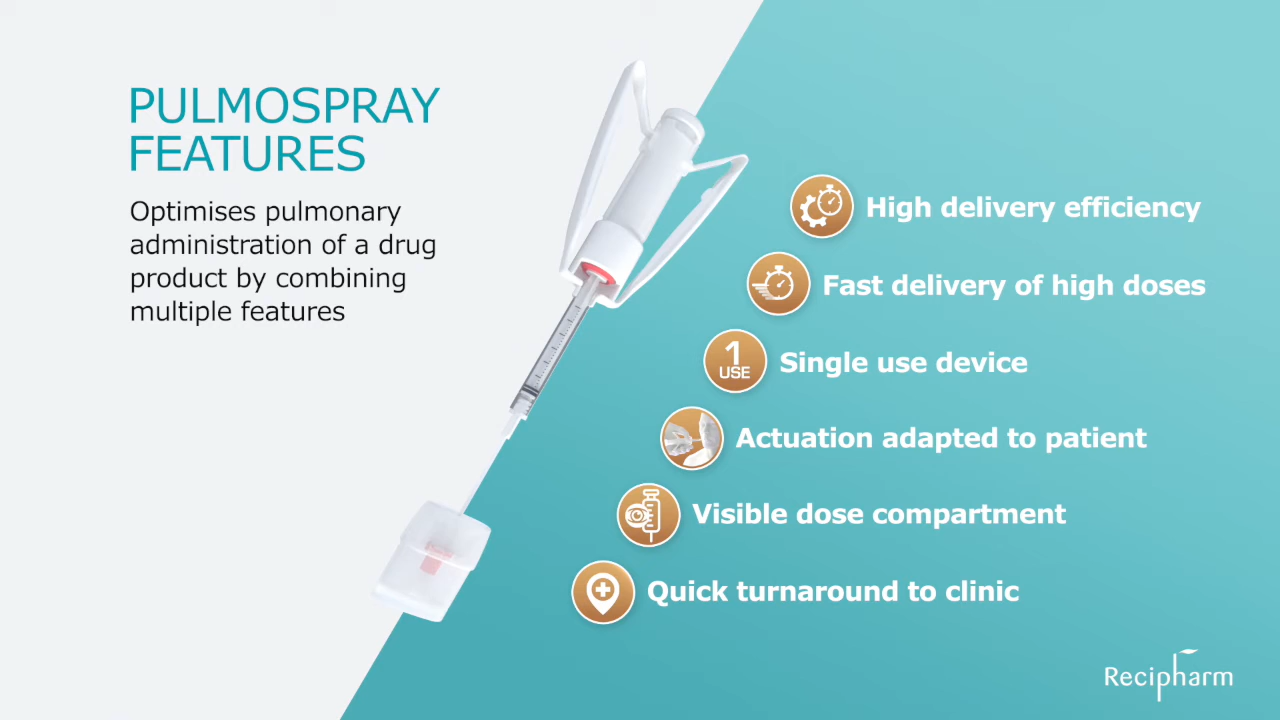 PULMOSPRAY
FEATURES
Optimises pulmonary
administration of a drug
product by combining
multiple features
High delivery efficiency
Fast delivery of high doses
1
USE
Single use device
Actuation adapted to patient
Visible dose compartment
Quick turnaround to clinic
Recipharm